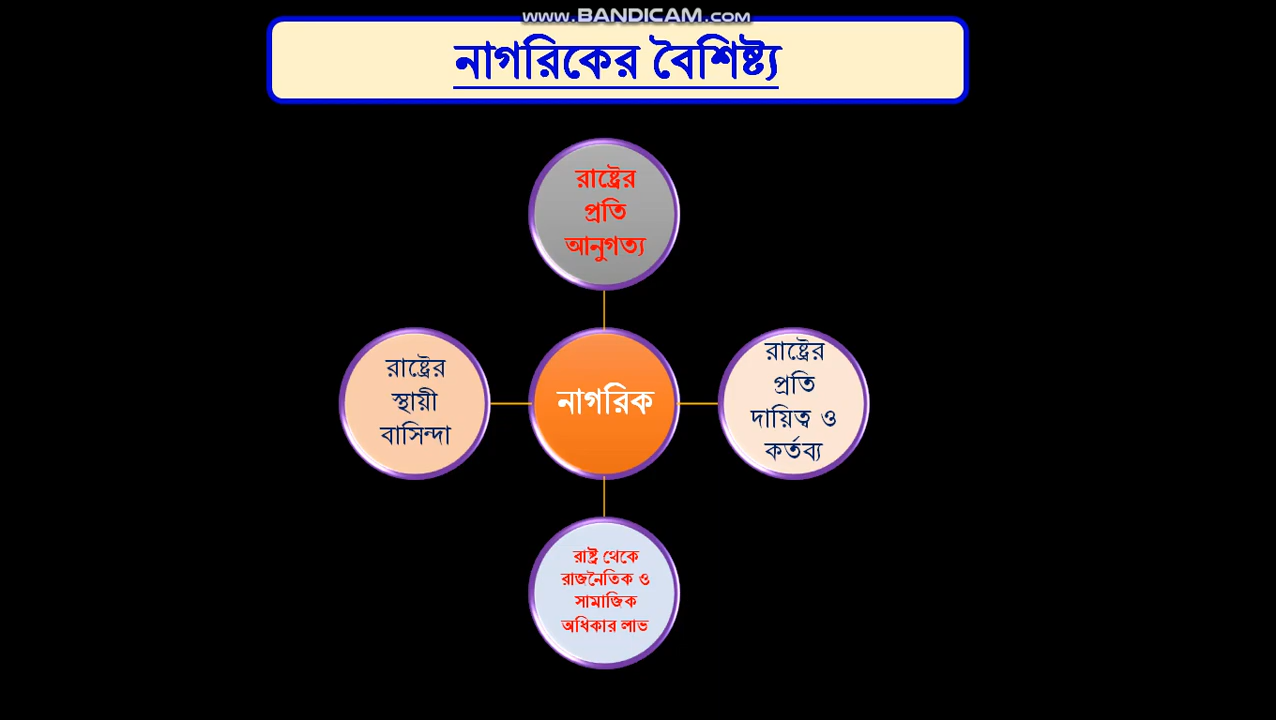 www.BANDICAM.com
নাগরিকের বৈশিষ্ট্য
রাষ্ট্রের
প্রতি
আনুগত্য
রাষ্ট্রের
স্থায়ী
বাসিন্দা
নাগরিক
রাষ্ট্রের
প্রতি
দায়িত্ব ও
কর্তব্য
রাষ্ট্র থেকে
রাজনৈতিক ও
সামাজিক
অধিকার লাভ